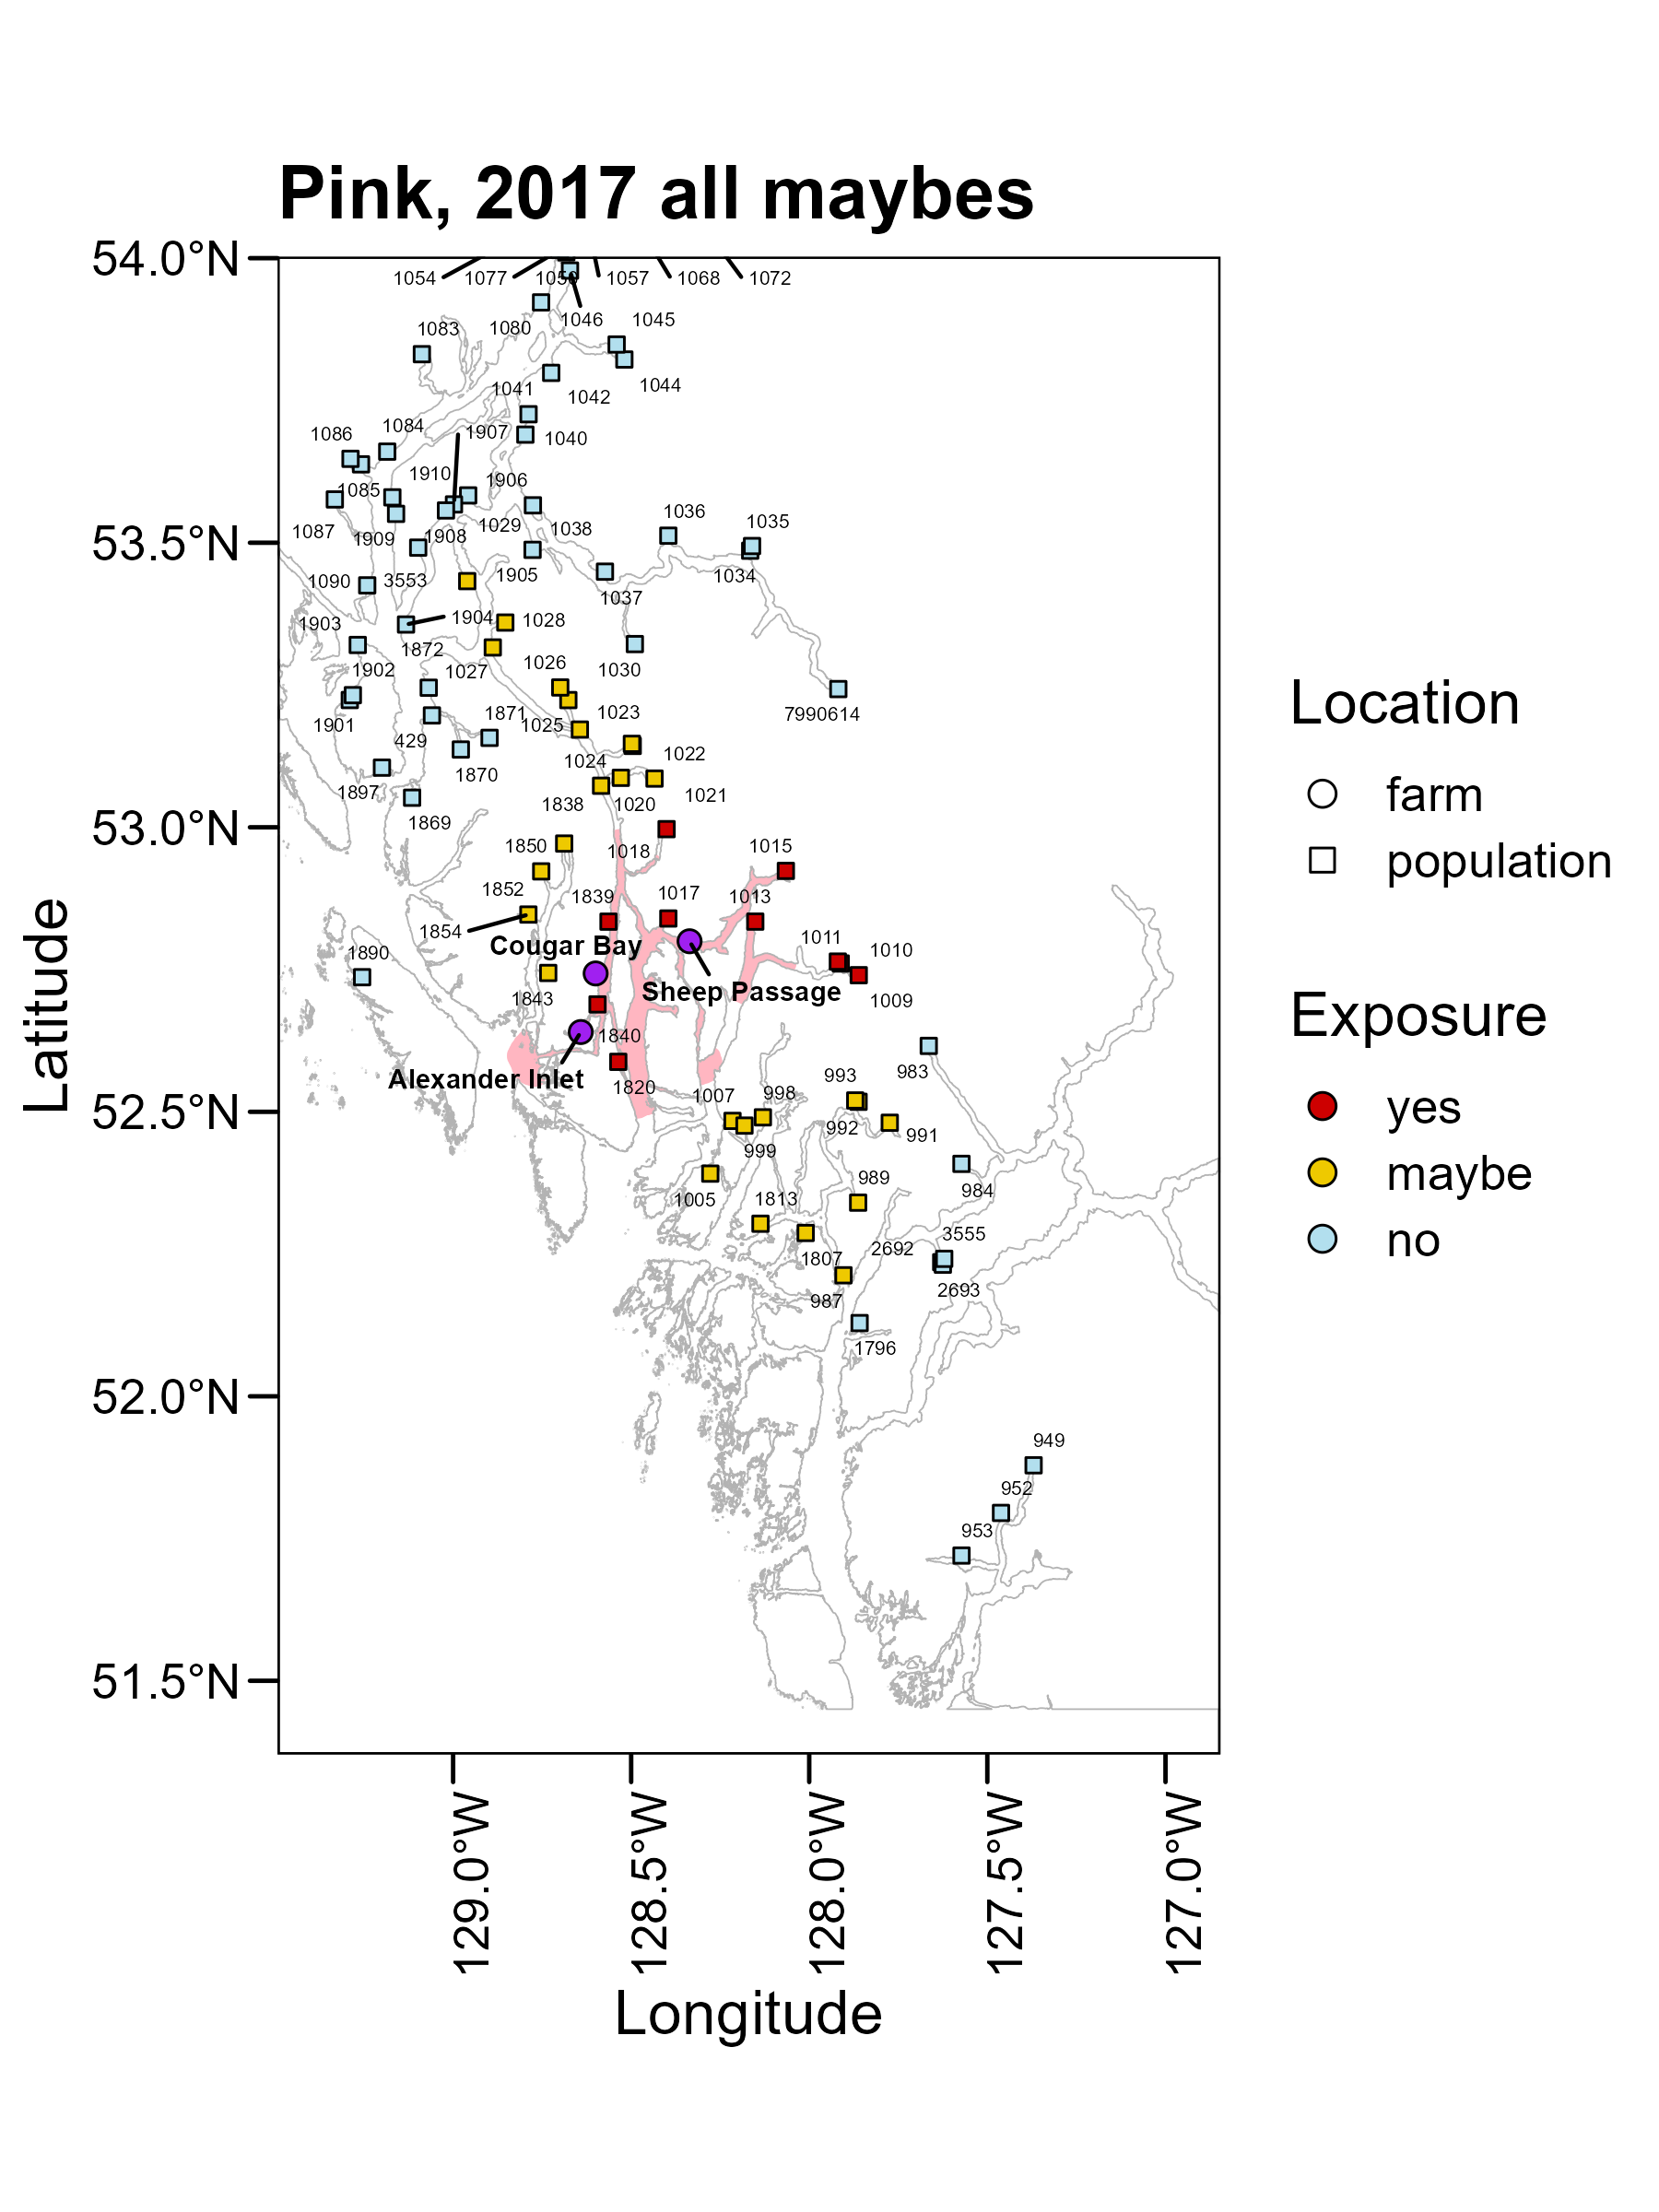 Pink, 2017 all maybes
54.0°N
1054 1077 1056 1057 1068 1072
1046 1045
1083 1080
1044
1041 1042
1084 1907 1040
1086
1910 1906
1085
1036
1087 1909 1908 1029 1038 1035
53.5°N
1090 3553 1905 1034
1037
1903 1904 1028
1872
1902 1027 1026 1030
1901 429 1871 1025 1023 7990614
1870 1024 1022
1897 1838 1020 1021
1869
53.0°N
1850 1018 1015
1852 1839 1017 1013
1854
Cougar Bay
1890 1011 1010
1843 Sheep Passage 1009
1840
Alexander Inlet
1820 1007 998 993 983
52.5°N
999 992 991
1005 1813 989 984
1807 2692 3555
987 2693
1796
52.0°N
949
952
953
51.5°N
129.0°W
128.5°W
128.0°W
127.5°W
127.0°W
Longitude
Latitude
Location
farm
population
Exposure
yes
maybe
no